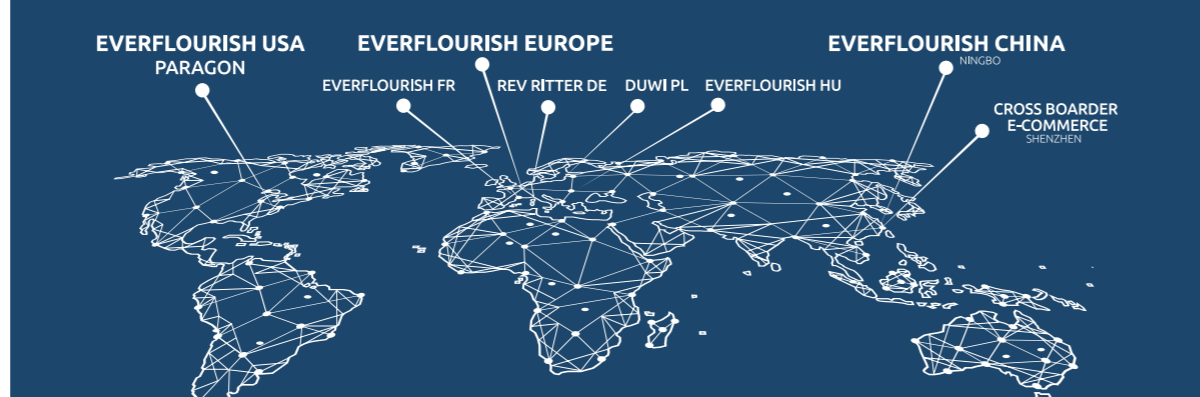 EVERFLOURISH USA
PARAGON
EVERFLOURISH EUROPE
EVERFLOURISH FR
REV RITTER DE
DUWI PL
EVERFLOURISH HU
EVERFLOURISH CHINA
NINGBO
CROSS BOARDER
E-COMMERCE
SHENZHEN